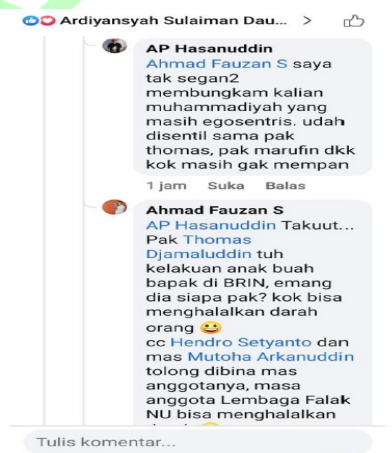 Ardiyansyah Sulaiman Dau... >
AP Hasanuddin
Ahmad Fauzan S saya
tak segan2
membungkam kalian
muhammadiyah yang
masih egosentris. udah
disentil sama pak
thomas, pak marufin dkk
kok masih gak mempan
1 jam Suka Balas
Ahmad Fauzan S
AP Hasanuddin Takuut...
Pak Thomas
Djamaluddin tuh
kelakuan anak buah
bapak di BRIN, emang
dia siapa pak? kok bisa
menghalalkan darah
orang 😀
cc Hendro Setyanto dan
mas Mutoha Arkanuddin
tolong dibina mas
anggotanya, masa
anggota Lembaga Falak
NU bisa menghalalkan
Tulis komentar...